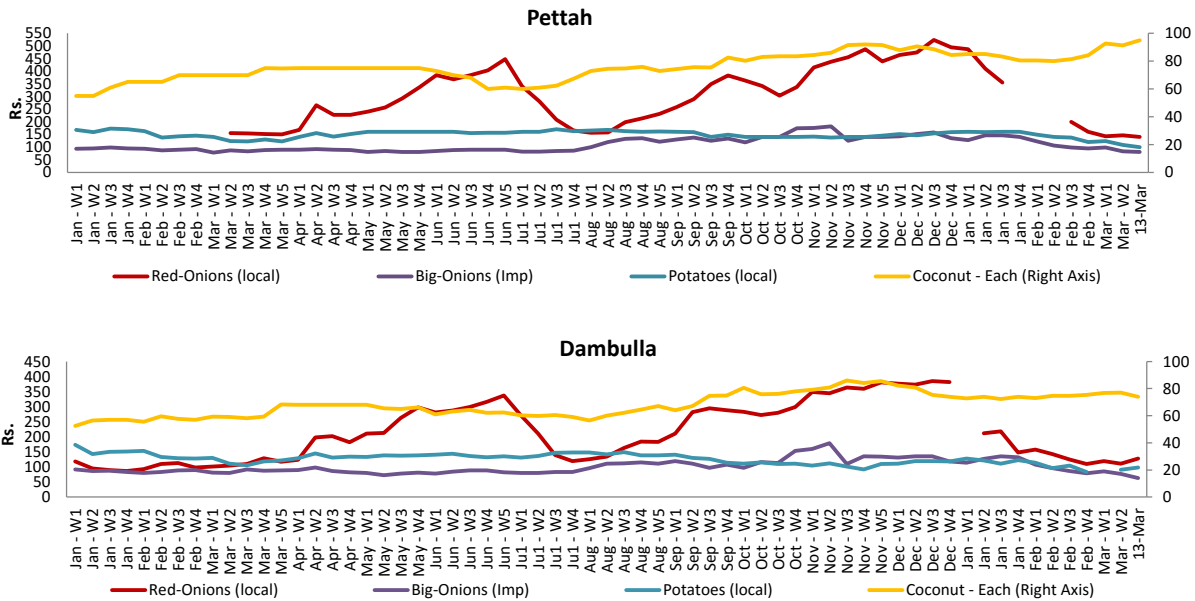 Pettah
550
500
450
400
350
300
250
200
150
100
50
0
Rs.
100
80
60
40
20
0
Jan - W1
Jan - W2
Jan - W3
Jan - W4
Feb - W1
Feb - W2
Feb - W3
Feb - W4
Mar - W1
Mar - W2
Mar - W3
Mar - W4
Mar - W5
Apr - W1
Apr - W2
Apr - W3
Apr - W4
May - W1
May - W2
May - W3
May - W4
Jun - W1
Jun - W2
Jun - W3
Jun - W4
Jun - W5
Ju1 - W1
Ju1 - W2
Ju1 - W3
Ju1 - W4
Aug - W1
Aug - W2
Aug - W3
Aug - W4
Aug - W5
Sep - W1
Sep - W2
Sep - W3
Sep - W4
Oct - W1
Oct - W2
Oct - W3
Oct - W4
Nov - W1
Nov - W2
Nov - W3
Nov - W4
Nov - W5
Dec - W1
Dec - W2
Dec - W3
Dec - W4
Jan - W1
Jan - W2
Jan - W3
Jan - W4
Feb - W1
Feb - W2
Feb - W3
Feb - W4
Mar - W1
Mar - W2
13-Mar
Red-Onions (local) Big-Onions (Imp) Potatoes (local) Coconut - Each (Right Axis)
Dambulla
450
400
350
300
250
200
150
100
50
0
Rs.
100
80
60
40
20
0
Jan - W1
Jan - W2
Jan - W3
Jan - W4
Feb - W1
Feb - W2
Feb - W3
Feb - W4
Mar - W1
Mar - W2
Mar - W3
Mar - W4
Mar - W5
Apr - W1
Apr - W2
Apr - W3
Apr - W4
May - W1
May - W2
May - W3
May - W4
Jun - W1
Jun - W2
Jun - W3
Jun - W4
Jun - W5
Ju1 - W1
Ju1 - W2
Ju1 - W3
Ju1 - W4
Aug - W1
Aug - W2
Aug - W3
Aug - W4
Aug - W5
Sep - W1
Sep - W2
Sep - W3
Sep - W4
Oct - W1
Oct - W2
Oct - W3
Oct - W4
Nov - W1
Nov - W2
Nov - W3
Nov - W4
Nov - W5
Dec - W1
Dec - W2
Dec - W3
Dec - W4
Jan - W1
Jan - W2
Jan - W3
Jan - W4
Feb - W1
Feb - W2
Feb - W3
Feb - W4
Mar - W1
Mar - W2
13-Mar
Red-Onions (local) Big-Onions (Imp) Potatoes (local) Coconut - Each (Right Axis)